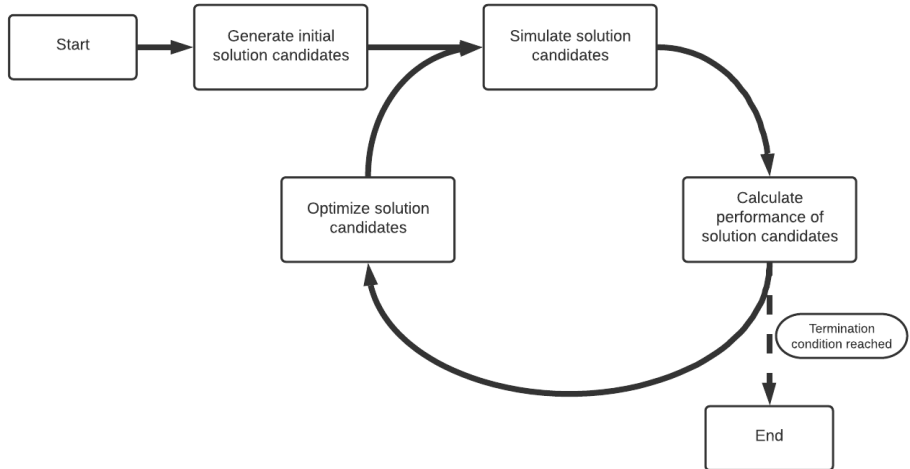 Start
Generate initial
solution candidates
Simulate solution
candidates
Optimize solution
candidates
Calculate
performance of
solution candidates
Termination
condition reached
End